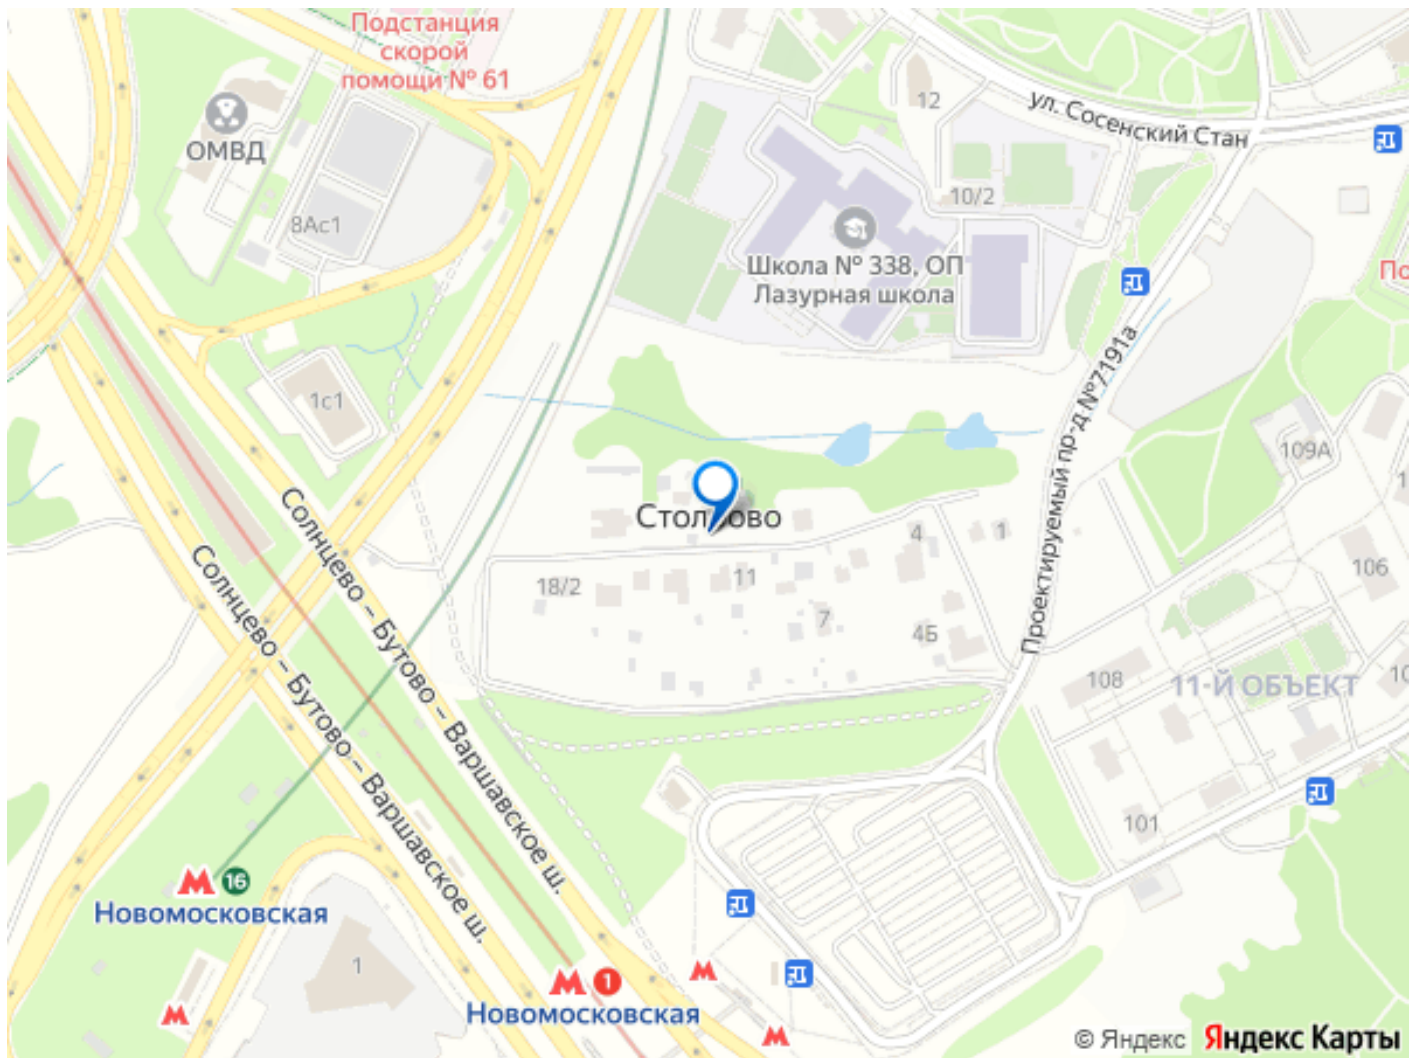 Подстанция
скорой
помощи № 61
12
ул. Сосенский Стан
ОМВД
10/2
8Ас1
Школа № 338, ОП
Лазурная школа
По
Проектируемый пр-д №7191а
1с1
109А
Солнцево – Бутово – Варшавское ш.
Солнцево – Бутово – Варшавское ш.
4
1
18/2
11
106
7
4Б
108
11-Й ОБЪЕКТ
10
101
М 16
Новомосковская
1
М 1
Новомосковская
М
М
М
© Яндекс Яндекс Карты